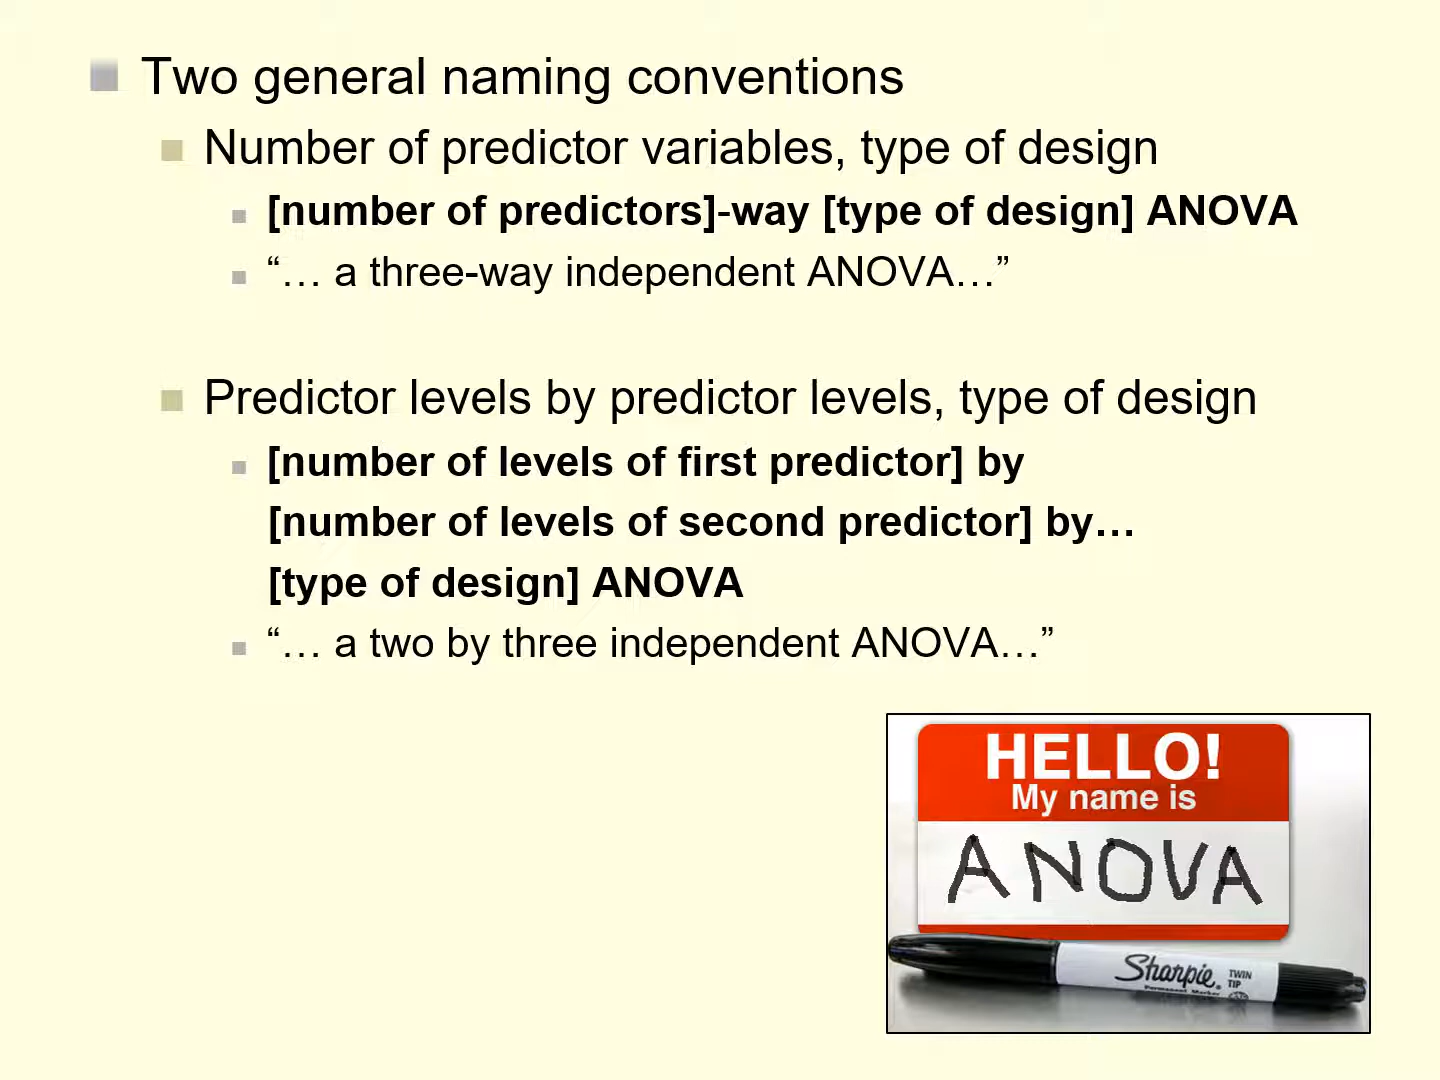 Two general naming conventions
Number of predictor variables, type of design
[number of predictors]-way [type of design] ANOVA
“… a three-way independent ANOVA…”
Predictor levels by predictor levels, type of design
[number of levels of first predictor] by
[number of levels of second predictor] by…
[type of design] ANOVA
“… a two by three independent ANOVA…”
HELLO!
My name is
ANOVA
Sharpie.
TWIN
TIP
Permanent Marker